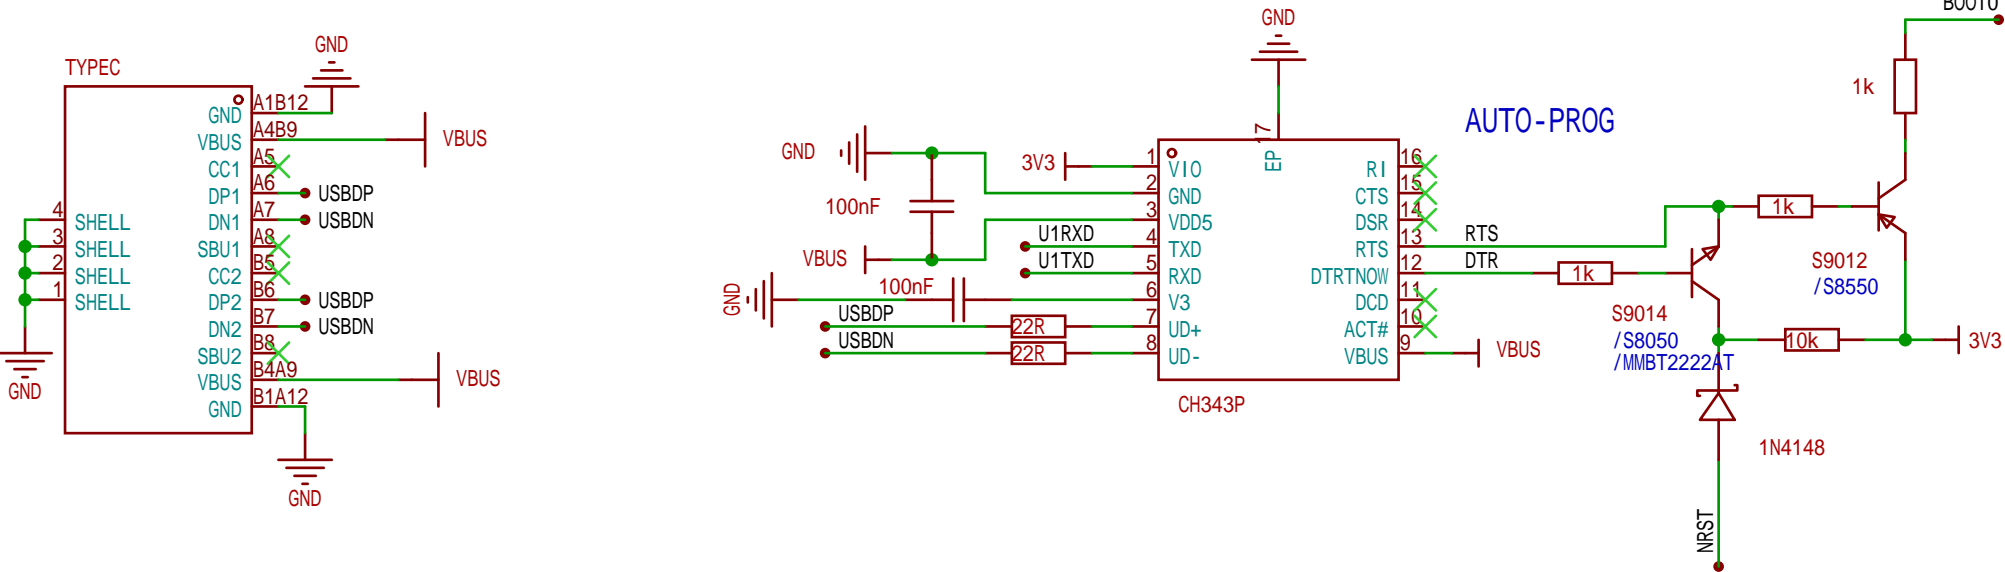 TYPEC
GND
A1B12
GND
A4B9
VBUS
VBUS
A5
CC1
A6
DP1
USBDP
A7
DN1
USBDN
A8
SBU1
B5
CC2
B6
DP2
USBDP
B7
DN2
USBDN
B8
SBU2
B4A9
VBUS
VBUS
B1A12
GND
GND
4
SHELL
3
SHELL
2
SHELL
1
SHELL
GND
GND
17
EP
GND
100nF
VBUS
3V3
1
VIO
2
GND
3
VDD5
U1RXD
4
TXD
U1TXD
5
RXD
GND
100nF
6
V3
USBDP
22R
7
UD+
USBDN
22R
8
UD-
16
RI
15
CTS
14
DSR
13
RTS
RTS
12
DTRTNOW
DTR
11
DCD
10
ACT#
9
VBUS
VBUS
CH343P
AUTO-PROG
BOOT0
1k
1k
1k
S9012
/S8550
S9014
/S8050
/MMBT2222AT
10k
3V3
1N4148
NRST